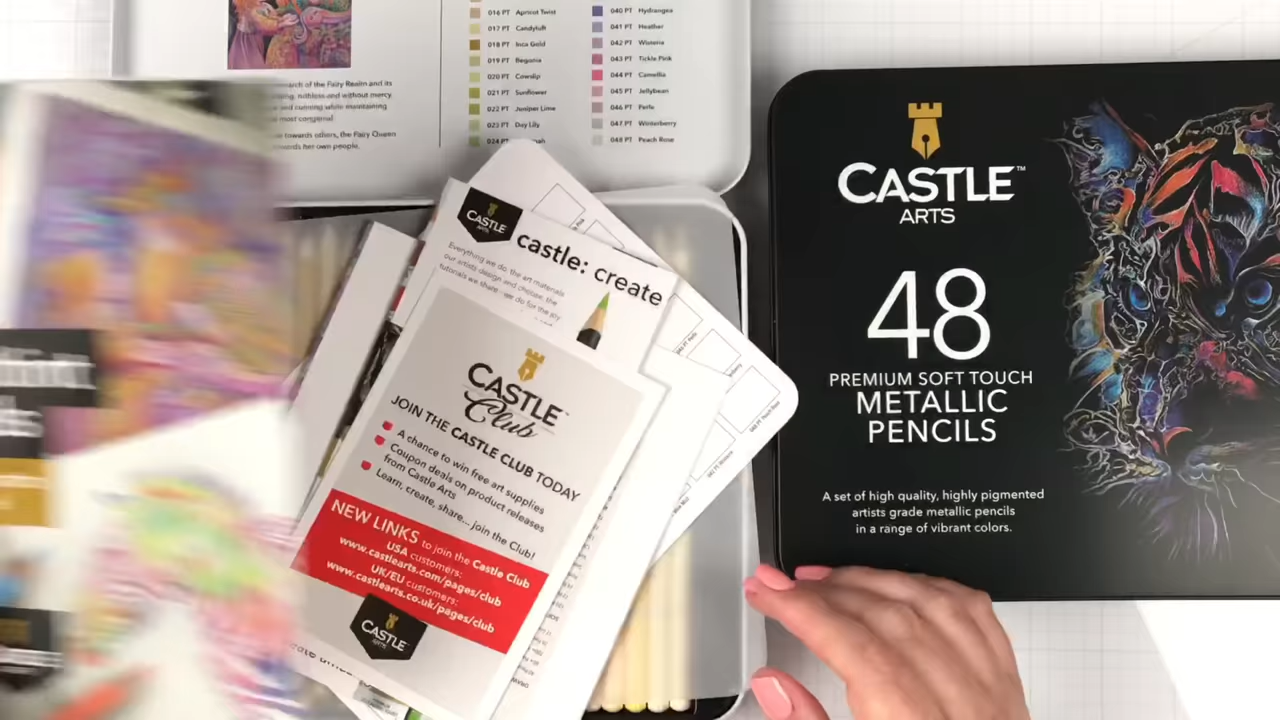 016 PT Apricot Twist
017 PT Candytuft
018 PT Inca Gold
019 PT Begonia
020 PT Cowslip
021 PT Sunflower
022 PT Juniper Lime
023 PT Day Lily
024
040 PT Hydrangea
041 PT Heather
042 PT Wisteria
043 PT Tickle Pink
044 PT Camellia
045 PT Jellybean
046 PT Perle
047 PT Winterberry
048 PT Peach Rose
of the Fairy Realm and its
ruthless and without mercy
and cunning while maintaining
most congenial
towards others, the Fairy Queen
her own people.
CASTLE
ARTS
castle: create
Everything we do, the art materials
our artists design and choose, the
tutorials we share - we do for the joy
CASTLE™
Club
JOIN THE CASTLE CLUB TODAY
A chance to win free art supplies
Coupon deals on product releases
from Castle Arts
Learn, create, share... join the Club!
NEW LINKS to join the Castle Club
USA customers:
www.castlearts.com/pages/club
UK/EU customers:
www.castlearts.co.uk/pages/club
CASTLE
ARTS
CASTLE™
ARTS
48
PREMIUM SOFT TOUCH
METALLIC
PENCILS
A set of high quality, highly pigmented
artists grade metallic pencils
in a range of vibrant colors.